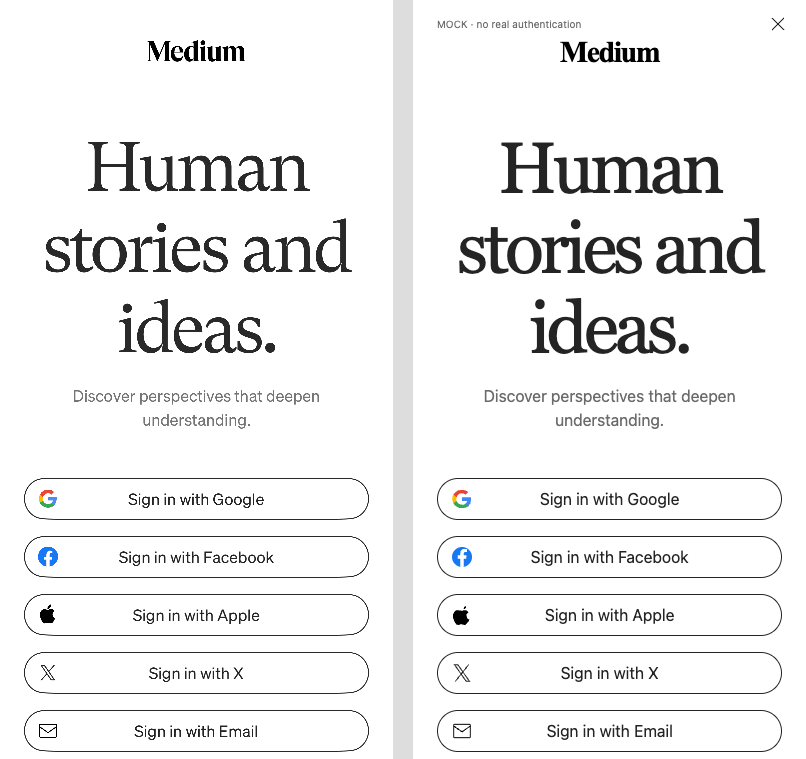 Medium
Human
stories and
ideas.
Discover perspectives that deepen
understanding.
Sign in with Google
Sign in with Facebook
Sign in with Apple
Sign in with X
Sign in with Email
MOCK · no real authentication
Medium
Human
stories and
ideas.
Discover perspectives that deepen
understanding.
Sign in with Google
Sign in with Facebook
Sign in with Apple
Sign in with X
Sign in with Email